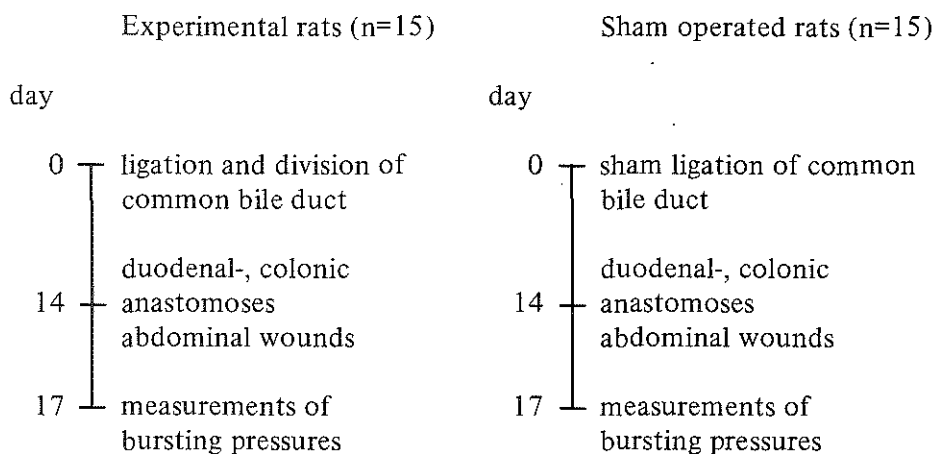 Experimental rats (n=15)
day
0 ligation and division of
common bile duct
duodenal-, colonic
14 anastomoses
abdominal wounds
17 measurements of
bursting pressures
Sham operated rats (n=15)
day
0 sham ligation of common
bile duct
duodenal-, colonic
14 anastomoses
abdominal wounds
17 measurements of
bursting pressures